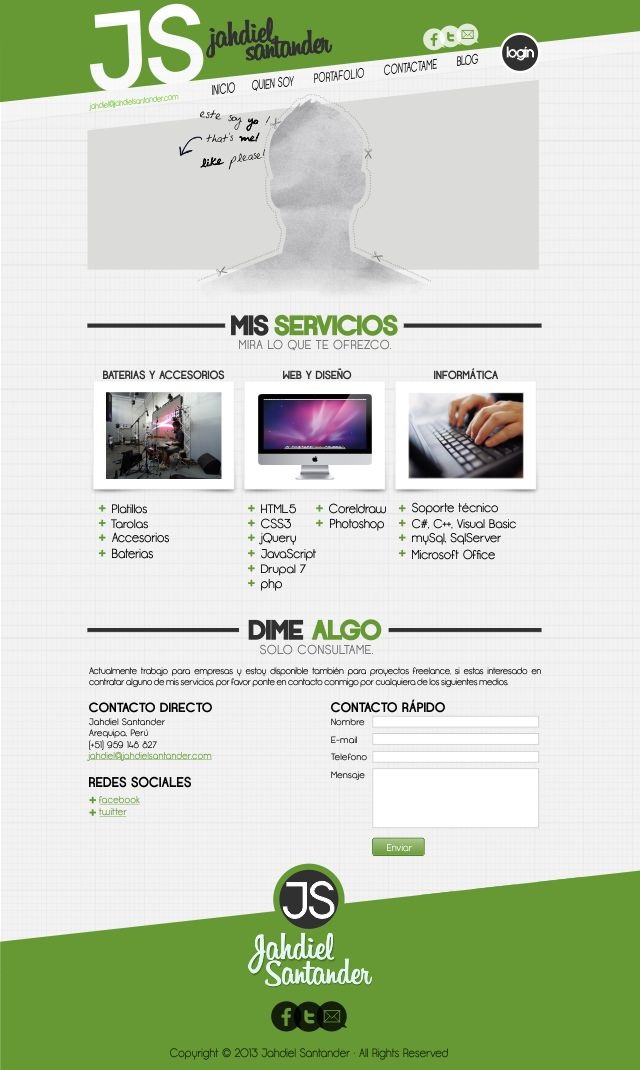 JS
jahdiel
santander
login
INICIO QUIEN SOY PORTAFOLIO CONTACTAME BLOG
jahdiel@jahdielsantander.com
este soy yo !
that's me!
like please!
MIS SERVICIOS
MIRA LO QUE TE OFREZCO.
BATERIAS Y ACCESORIOS
WEB Y DISEÑO
INFORMÁTICA
+ Platillos
+ Tarolas
+ Accesorios
+ Baterias
+ HTML5
+ CSS3
+ jQuery
+ JavaScript
+ Drupal 7
+ php
+ Coreldraw
+ Photoshop
+ Soporte técnico
+ C#, C++, Visual Basic
+ mySql, SqlServer
+ Microsoft Office
DIME ALGO
SOLO CONSULTAME.
Actualmente trabajo para empresas y estoy disponible también para proyectos freelance, si estas interesado en
contratar alguno de mis servicios, por favor ponte en contacto conmigo por cualquiera de los siguientes medios.
CONTACTO DIRECTO
Jahdiel Santander
Arequipa, Perú
(+51) 959 148 827
jahdiel@jahdielsantander.com
REDES SOCIALES
+ facebook
+ twitter
CONTACTO RÁPIDO
Nombre
E-mail
Telefono
Mensaje
Enviar
JS
Jahdiel
Santander
Copyright © 2013 Jahdiel Santander · All Rights Reserved